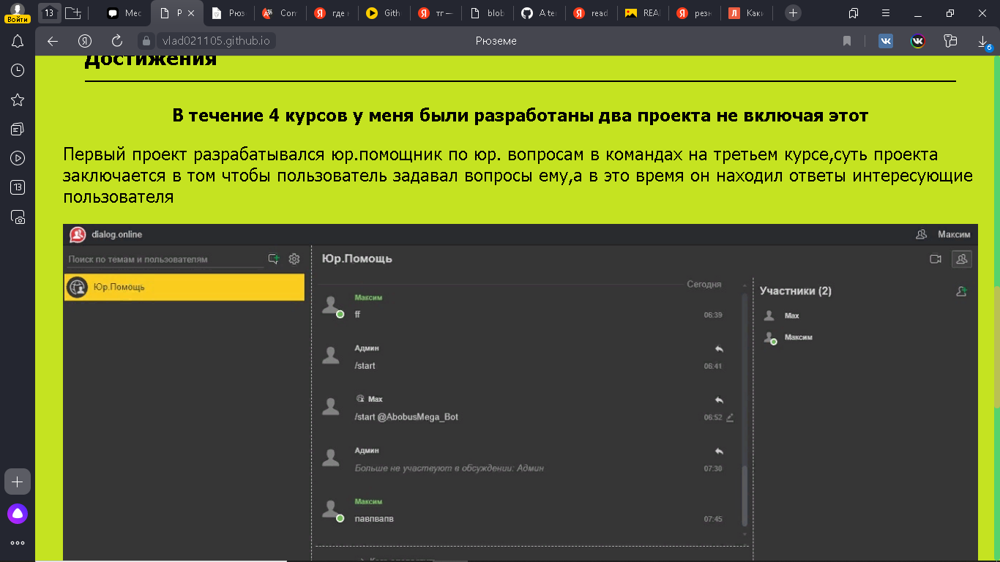 Войти
13
Мес
Р
Рюз
Con
где
Gith
тг —
blob
A te
read
REAI
резю
Каки
vlad021105.github.io
Рюземе
6
Достижения
В течение 4 курсов у меня были разработаны два проекта не включая этот
Первый проект разрабатывался юр.помощник по юр. вопросам в командах на третьем курсе,суть проекта
заключается в том чтобы пользователь задавал вопросы ему,а в это время он находил ответы интересующие
пользователя
13
dialog.online
Максим
Поиск по темам и пользователям
Юр.Помощь
Юр.Помощь
Сегодня
Максим
ff
06:39
Админ
/start
06:41
Max
/start @AbobusMega_Bot
06:52
Админ
Больше не участвуют в обсуждении: Админ
07:30
Максим
павпвапв
07:45
Участники (2)
Max
Максим